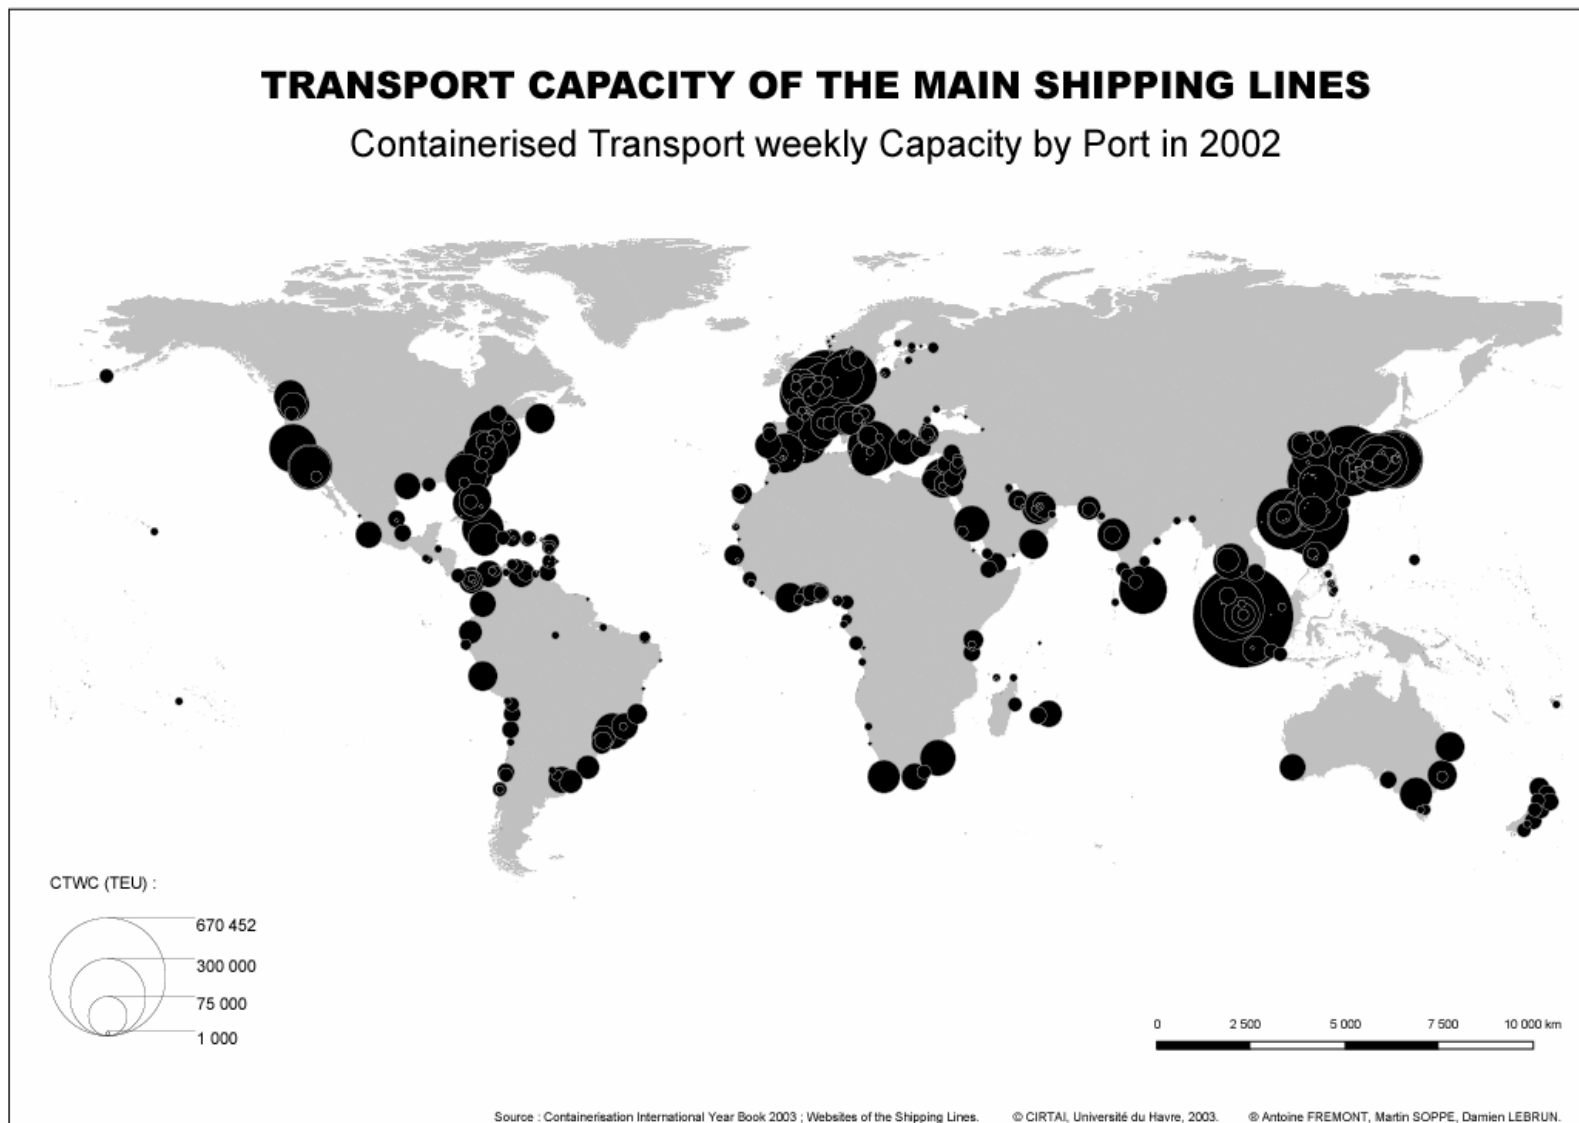 TRANSPORT CAPACITY OF THE MAIN SHIPPING LINES
Containerised Transport weekly Capacity by Port in 2002
CTWC (TEU) :
670 452
300 000
75 000
1 000
0 2 500 5 000 7 500 10 000 km
Source : Containerisation International Year Book 2003 ; Websites of the Shipping Lines. © CIRTAI, Université du Havre, 2003. ® Antoine FREMONT, Martin SOPPE, Damien LEBRUN.